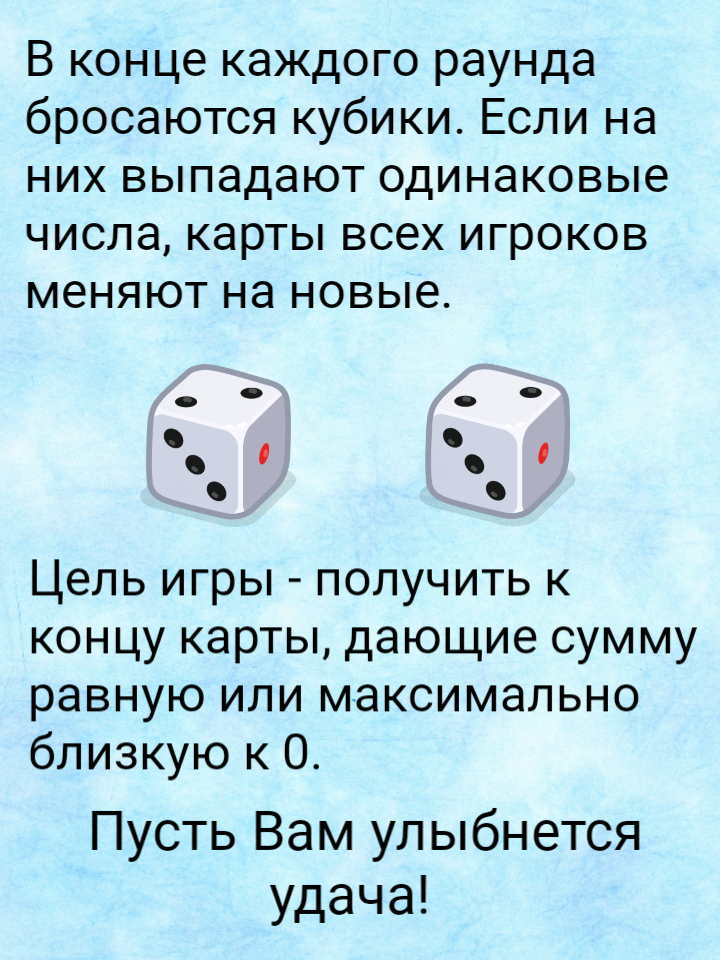 В конце каждого раунда
бросаются кубики. Если на
них выпадают одинаковые
числа, карты всех игроков
меняют на новые.
Цель игры - получить к
концу карты, дающие сумму
равную или максимально
близкую к 0.
Пусть Вам улыбнется
удача!